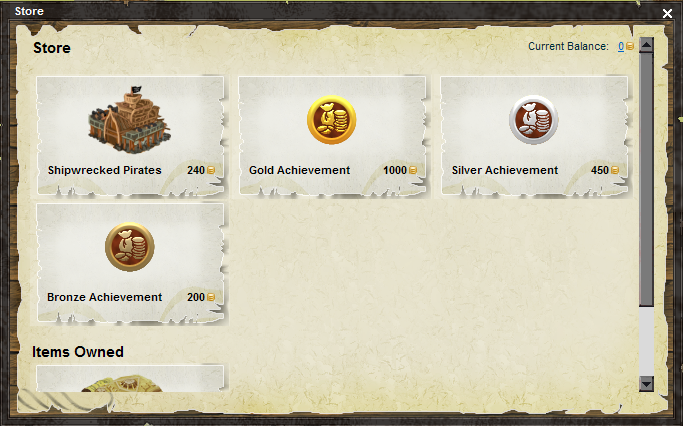 Store
Store
Current Balance: 0
Shipwrecked Pirates 240
Gold Achievement 1000
Silver Achievement 450
Bronze Achievement 200
Items Owned